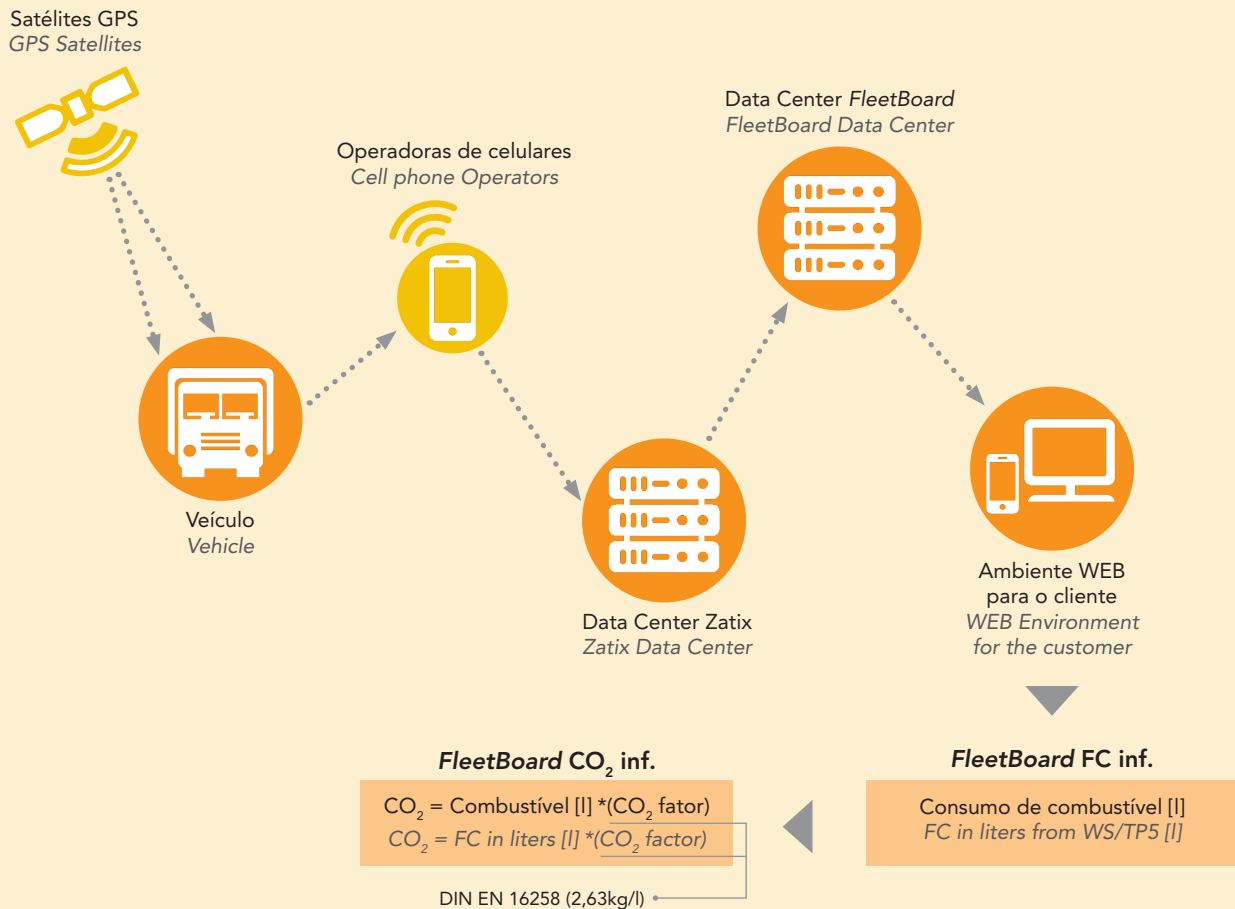 Satélites GPS
GPS Satellites
Operadoras de celulares
Cell phone Operators
Data Center FleetBoard
FleetBoard Data Center
Veículo
Vehicle
Data Center Zatix
Zatix Data Center
Ambiente WEB
para o cliente
WEB Environment
for the customer
FleetBoard CO₂ inf.
CO₂ = Combustível [l] *(CO₂ fator)
CO₂ = FC in liters [l] *(CO₂ factor)
DIN EN 16258 (2,63kg/l)
FleetBoard FC inf.
Consumo de combustível [l]
FC in liters from WS/TP5 [l]